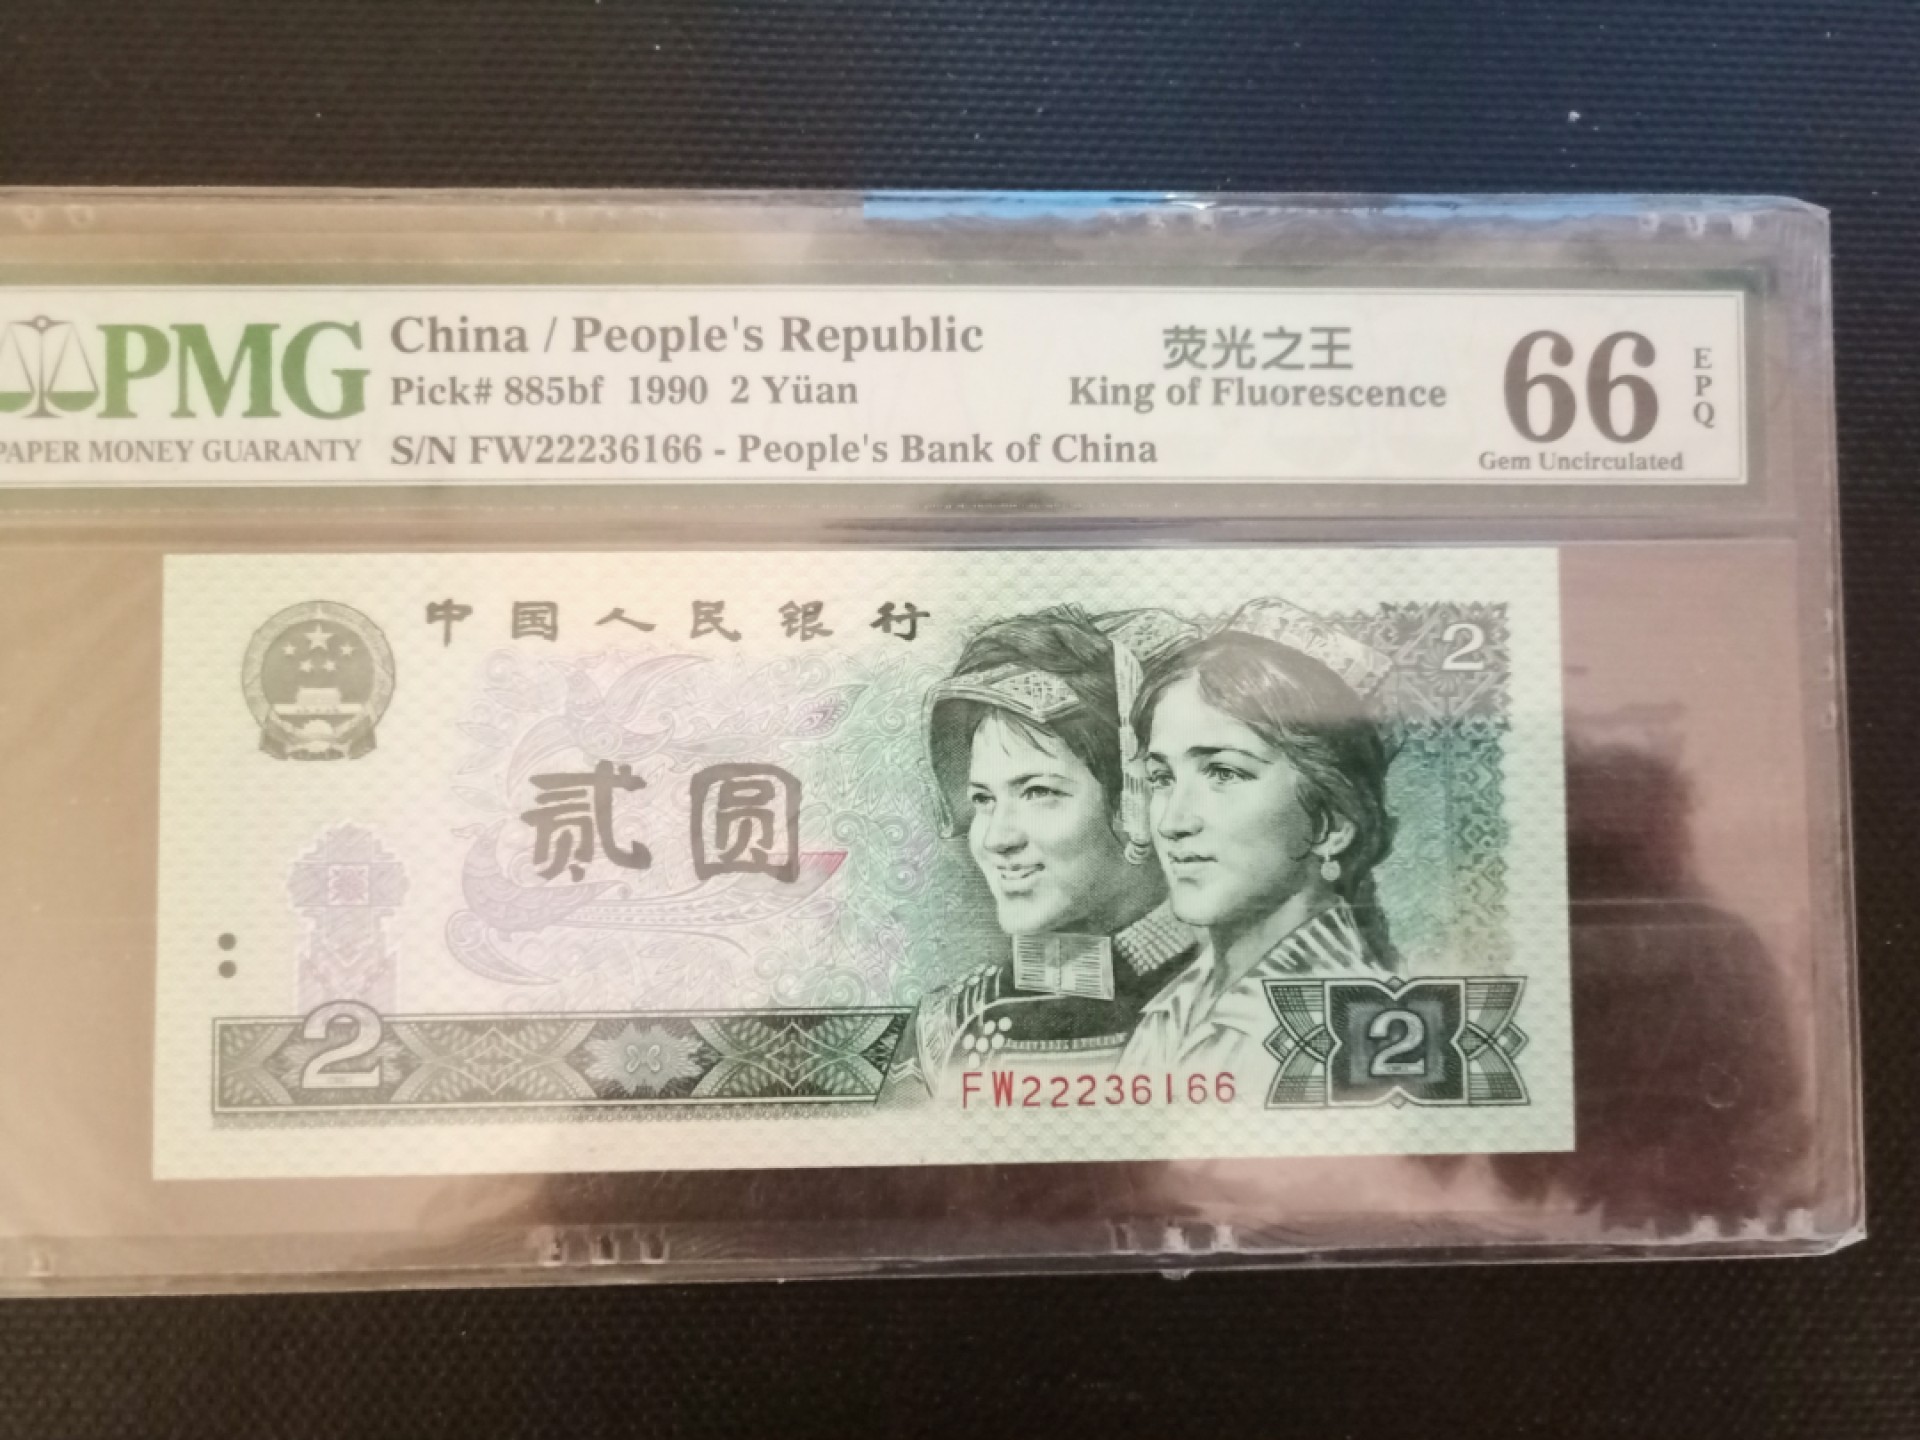 PMG
PAPER MONEY GUARANTY
China / People's Republic
Pick# 885bf 1990 2 Yüan
S/N FW22236166 - People's Bank of China
荧光之王
King of Fluorescence
66
EPQ
Gem Uncirculated
中国人民银行
2
贰圆
2
2
FW22236166